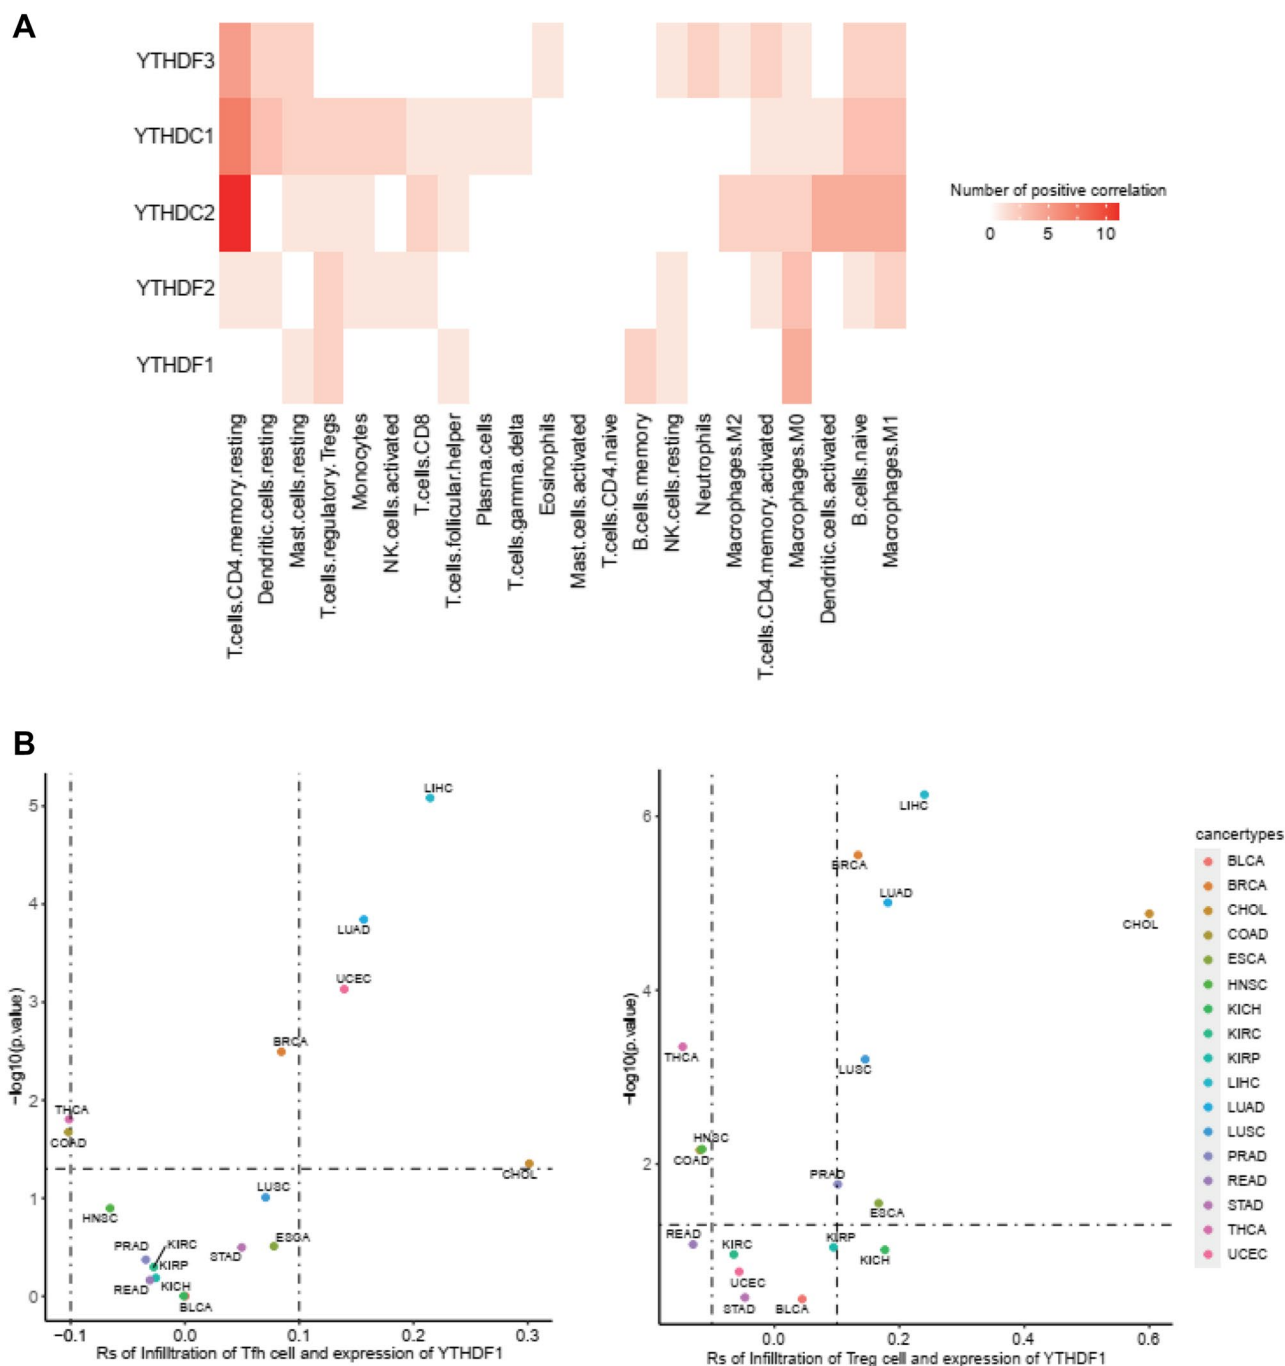 A
YTHDF3
YTHDC1
YTHDC2
YTHDF2
YTHDF1
Number of positive correlation
0 5 10
T.cells.CD4.memory.resting
Dendritic.cells.resting
Mast.cells.resting
T.cells.regulatory.Tregs
Monocytes
NK.cells.activated
T.cells.CD8
T.cells.follicular.helper
Plasma.cells
T.cells.gamma.delta
Eosinophils
Mast.cells.activated
T.cells.CD4.naive
B.cells.memory
NK.cells.resting
Neutrophils
Macrophages.M2
T.cells.CD4.memory.activated
Macrophages.M0
Dendritic.cells.activated
B.cells.naive
Macrophages.M1
B
−log10(p.value)
5
4
3
2
1
0
LIHC
LUAD
UCEC
BRCA
THCA
COAD
CHOL
LUSC
HNSC
ESCA
PRAD
KIRC
STAD
KIRP
READ
KICH
BLCA
−0.1 0.0 0.1 0.2 0.3
Rs of Infilltration of Tfh cell and expression of YTHDF1
−log10(p.value)
6
4
2
LIHC
BRCA
LUAD
CHOL
THCA
LUSC
HNSC
COAD
PRAD
ESCA
READ
KIRC
KIRP
KICH
UCEC
STAD
BLCA
0.0 0.2 0.4 0.6
Rs of Infilltration of Treg cell and expression of YTHDF1
cancertypes
BLCA
BRCA
CHOL
COAD
ESCA
HNSC
KICH
KIRC
KIRP
LIHC
LUAD
LUSC
PRAD
READ
STAD
THCA
UCEC